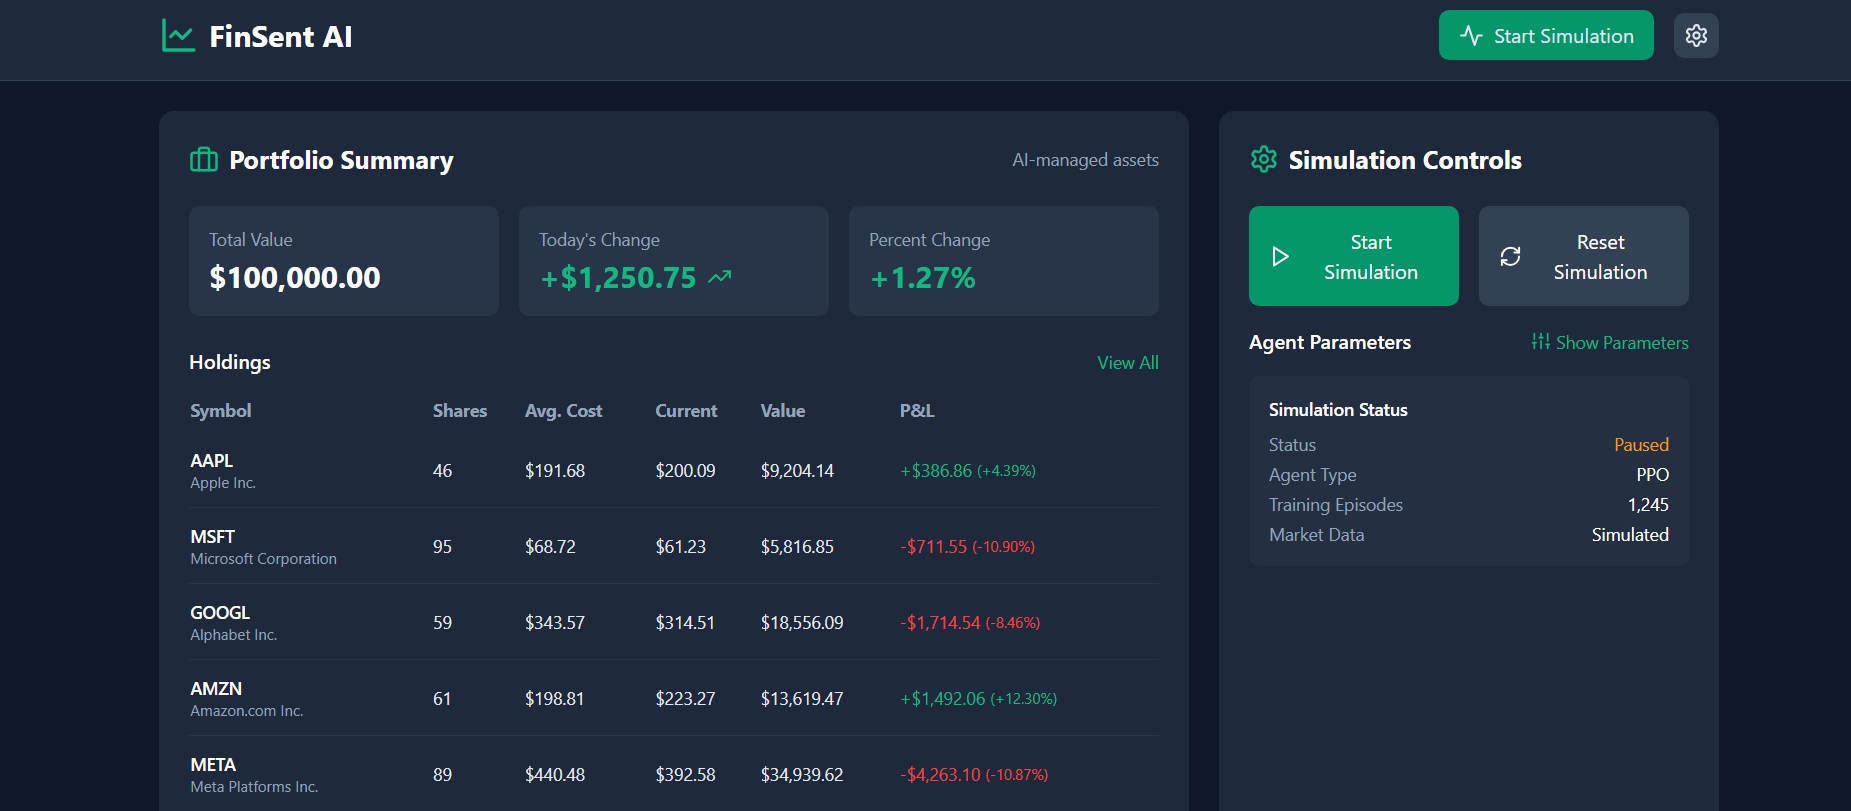 FinSent AI
Start Simulation
Portfolio Summary
AI-managed assets
Total Value
$100,000.00
Today's Change
+$1,250.75
Percent Change
+1.27%
Holdings
View All
Symbol Shares Avg. Cost Current Value P&L
AAPL
Apple Inc.
46 $191.68 $200.09 $9,204.14 +$386.86 (+4.39%)
MSFT
Microsoft Corporation
95 $68.72 $61.23 $5,816.85 -$711.55 (-10.90%)
GOOGL
Alphabet Inc.
59 $343.57 $314.51 $18,556.09 -$1,714.54 (-8.46%)
AMZN
Amazon.com Inc.
61 $198.81 $223.27 $13,619.47 +$1,492.06 (+12.30%)
META
Meta Platforms Inc.
89 $440.48 $392.58 $34,939.62 -$4,263.10 (-10.87%)
Simulation Controls
Start
Simulation
Reset
Simulation
Agent Parameters
Show Parameters
Simulation Status
Status Paused
Agent Type PPO
Training Episodes 1,245
Market Data Simulated